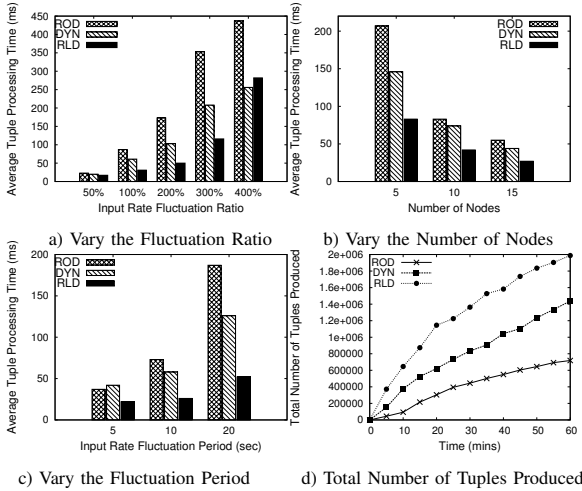 Average Tuple Processing Time (ms)
450
400
350
300
250
200
150
100
50
0
ROD
DYN
RLD
50% 100% 200% 300% 400%
Input Rate Fluctuation Ratio
a) Vary the Fluctuation Ratio
Average Tuple Processing Time (ms)
200
150
100
50
0
ROD
DYN
RLD
5 10 15
Number of Nodes
b) Vary the Number of Nodes
Average Tuple Processing Time (ms)
200
150
100
50
0
ROD
DYN
RLD
5 10 20
Input Rate Fluctuation Period (sec)
c) Vary the Fluctuation Period
Total Number of Tuples Produced
2e+006
1.8e+006
1.6e+006
1.4e+006
1.2e+006
1e+006
800000
600000
400000
200000
0
ROD
DYN
RLD
0 5 10 15 20 25 30 35 40 45 50 55 60
Time (mins)
d) Total Number of Tuples Produced